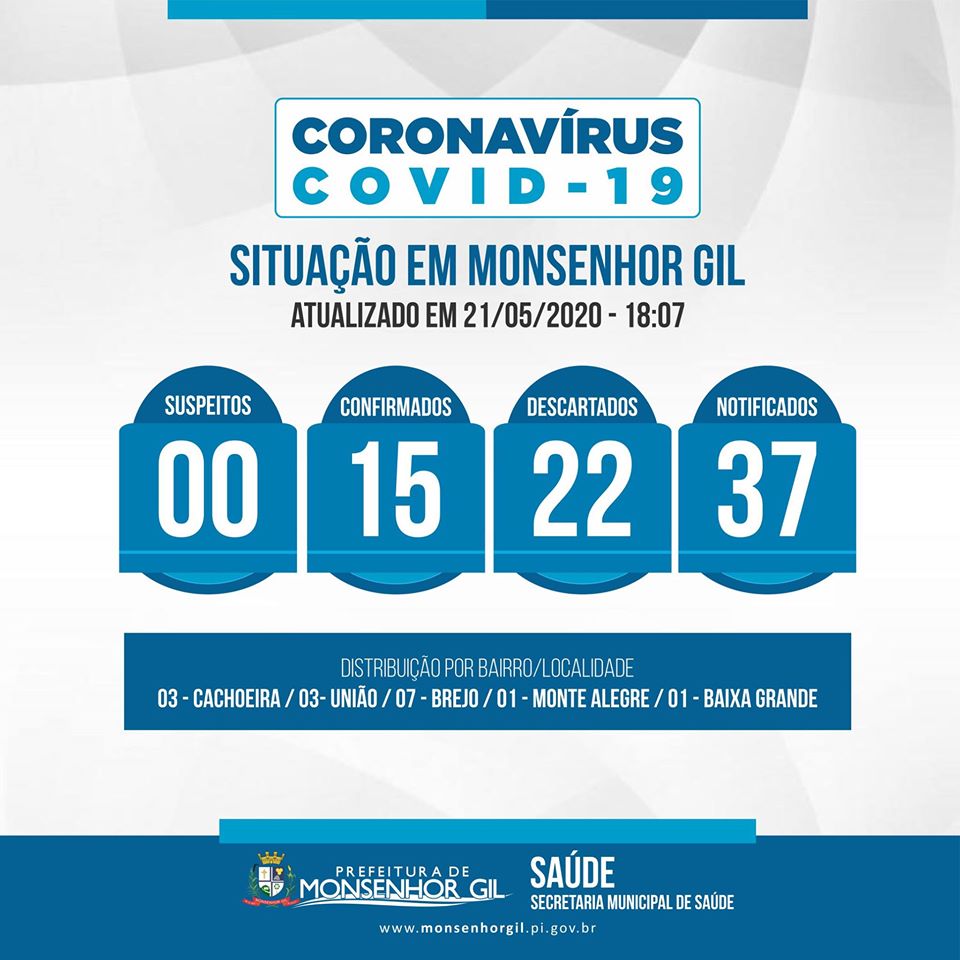 CORONAVÍRUS
COVID-19
SITUAÇÃO EM MONSENHOR GIL
ATUALIZADO EM 21/05/2020 - 18:07
SUSPEITOS CONFIRMADOS DESCARTADOS NOTIFICADOS
00 15 22 37
DISTRIBUIÇÃO POR BAIRRO/LOCALIDADE
03 - CACHOEIRA / 03- UNIÃO / 07 - BREJO / 01 - MONTE ALEGRE / 01 - BAIXA GRANDE
PREFEITURA DE
MONSENHOR GIL
SAÚDE
SECRETARIA MUNICIPAL DE SAÚDE
www.monsenhorgil.pi.gov.br